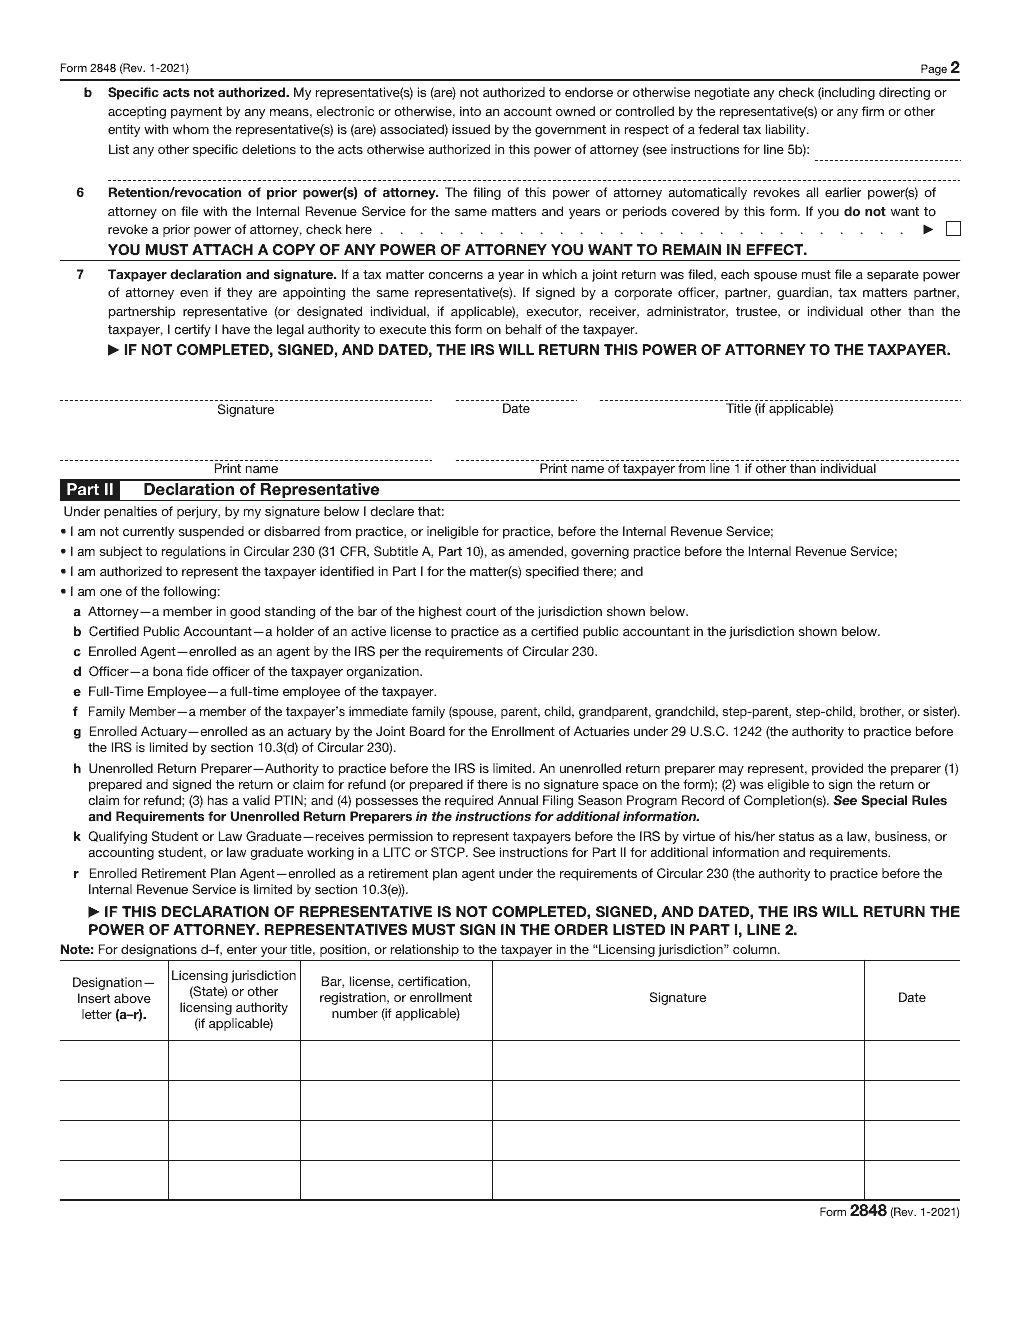 Form 2848 (Rev. 1-2021) Page 2
b Specific acts not authorized. My representative(s) is (are) not authorized to endorse or otherwise negotiate any check (including directing or
accepting payment by any means, electronic or otherwise, into an account owned or controlled by the representative(s) or any firm or other
entity with whom the representative(s) is (are) associated) issued by the government in respect of a federal tax liability.
List any other specific deletions to the acts otherwise authorized in this power of attorney (see instructions for line 5b):
6 Retention/revocation of prior power(s) of attorney. The filing of this power of attorney automatically revokes all earlier power(s) of
attorney on file with the Internal Revenue Service for the same matters and years or periods covered by this form. If you do not want to
revoke a prior power of attorney, check here . . . . . . . . . . . . . . . . . . . . . . . . . . . . ▶
YOU MUST ATTACH A COPY OF ANY POWER OF ATTORNEY YOU WANT TO REMAIN IN EFFECT.
7 Taxpayer declaration and signature. If a tax matter concerns a year in which a joint return was filed, each spouse must file a separate power
of attorney even if they are appointing the same representative(s). If signed by a corporate officer, partner, guardian, tax matters partner,
partnership representative (or designated individual, if applicable), executor, receiver, administrator, trustee, or individual other than the
taxpayer, I certify I have the legal authority to execute this form on behalf of the taxpayer.
▶ IF NOT COMPLETED, SIGNED, AND DATED, THE IRS WILL RETURN THIS POWER OF ATTORNEY TO THE TAXPAYER.
Signature Date Title (if applicable)
Print name Print name of taxpayer from line 1 if other than individual
Part II Declaration of Representative
Under penalties of perjury, by my signature below I declare that:
• I am not currently suspended or disbarred from practice, or ineligible for practice, before the Internal Revenue Service;
• I am subject to regulations in Circular 230 (31 CFR, Subtitle A, Part 10), as amended, governing practice before the Internal Revenue Service;
• I am authorized to represent the taxpayer identified in Part I for the matter(s) specified there; and
• I am one of the following:
a Attorney—a member in good standing of the bar of the highest court of the jurisdiction shown below.
b Certified Public Accountant—a holder of an active license to practice as a certified public accountant in the jurisdiction shown below.
c Enrolled Agent—enrolled as an agent by the IRS per the requirements of Circular 230.
d Officer—a bona fide officer of the taxpayer organization.
e Full-Time Employee—a full-time employee of the taxpayer.
f Family Member—a member of the taxpayer’s immediate family (spouse, parent, child, grandparent, grandchild, step-parent, step-child, brother, or sister).
g Enrolled Actuary—enrolled as an actuary by the Joint Board for the Enrollment of Actuaries under 29 U.S.C. 1242 (the authority to practice before
the IRS is limited by section 10.3(d) of Circular 230).
h Unenrolled Return Preparer—Authority to practice before the IRS is limited. An unenrolled return preparer may represent, provided the preparer (1)
prepared and signed the return or claim for refund (or prepared if there is no signature space on the form); (2) was eligible to sign the return or
claim for refund; (3) has a valid PTIN; and (4) possesses the required Annual Filing Season Program Record of Completion(s). See Special Rules
and Requirements for Unenrolled Return Preparers in the instructions for additional information.
k Qualifying Student or Law Graduate—receives permission to represent taxpayers before the IRS by virtue of his/her status as a law, business, or
accounting student, or law graduate working in a LITC or STCP. See instructions for Part II for additional information and requirements.
r Enrolled Retirement Plan Agent—enrolled as a retirement plan agent under the requirements of Circular 230 (the authority to practice before the
Internal Revenue Service is limited by section 10.3(e)).
▶ IF THIS DECLARATION OF REPRESENTATIVE IS NOT COMPLETED, SIGNED, AND DATED, THE IRS WILL RETURN THE
POWER OF ATTORNEY. REPRESENTATIVES MUST SIGN IN THE ORDER LISTED IN PART I, LINE 2.
Note: For designations d–f, enter your title, position, or relationship to the taxpayer in the “Licensing jurisdiction” column.
Designation—
Insert above
letter (a–r).
Licensing jurisdiction
(State) or other
licensing authority
(if applicable)
Bar, license, certification,
registration, or enrollment
number (if applicable)
Signature
Date
Form 2848 (Rev. 1-2021)